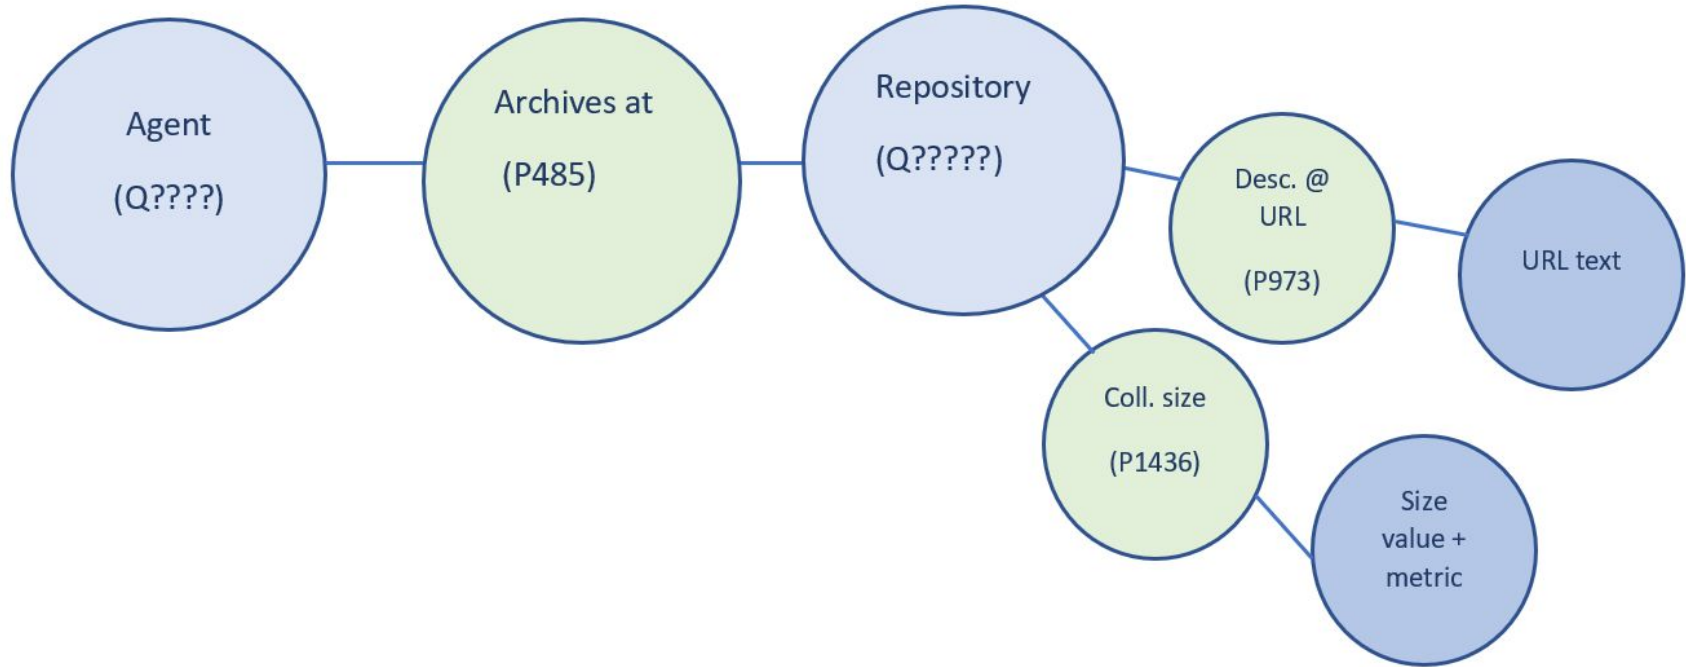 Agent
(Q????)
Archives at
(P485)
Repository
(Q?????)
Desc. @
URL
(P973)
URL text
Coll. size
(P1436)
Size
value +
metric